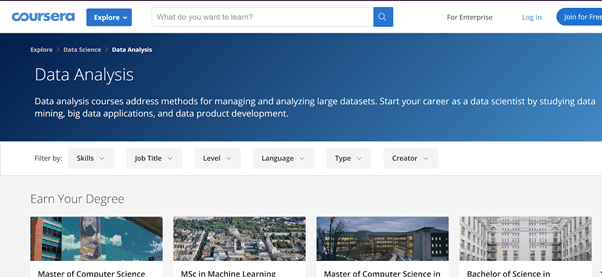 coursera
Explore
What do you want to learn?
For Enterprise
Log In
Join for Free
Explore > Data Science > Data Analysis
Data Analysis
Data analysis courses address methods for managing and analyzing large datasets. Start your career as a data scientist by studying data
mining, big data applications, and data product development.
Filter by:
Skills
Job Title
Level
Language
Type
Creator
Earn Your Degree
Master of Computer Science
MSc in Machine Learning
Master of Computer Science in
Bachelor of Science in